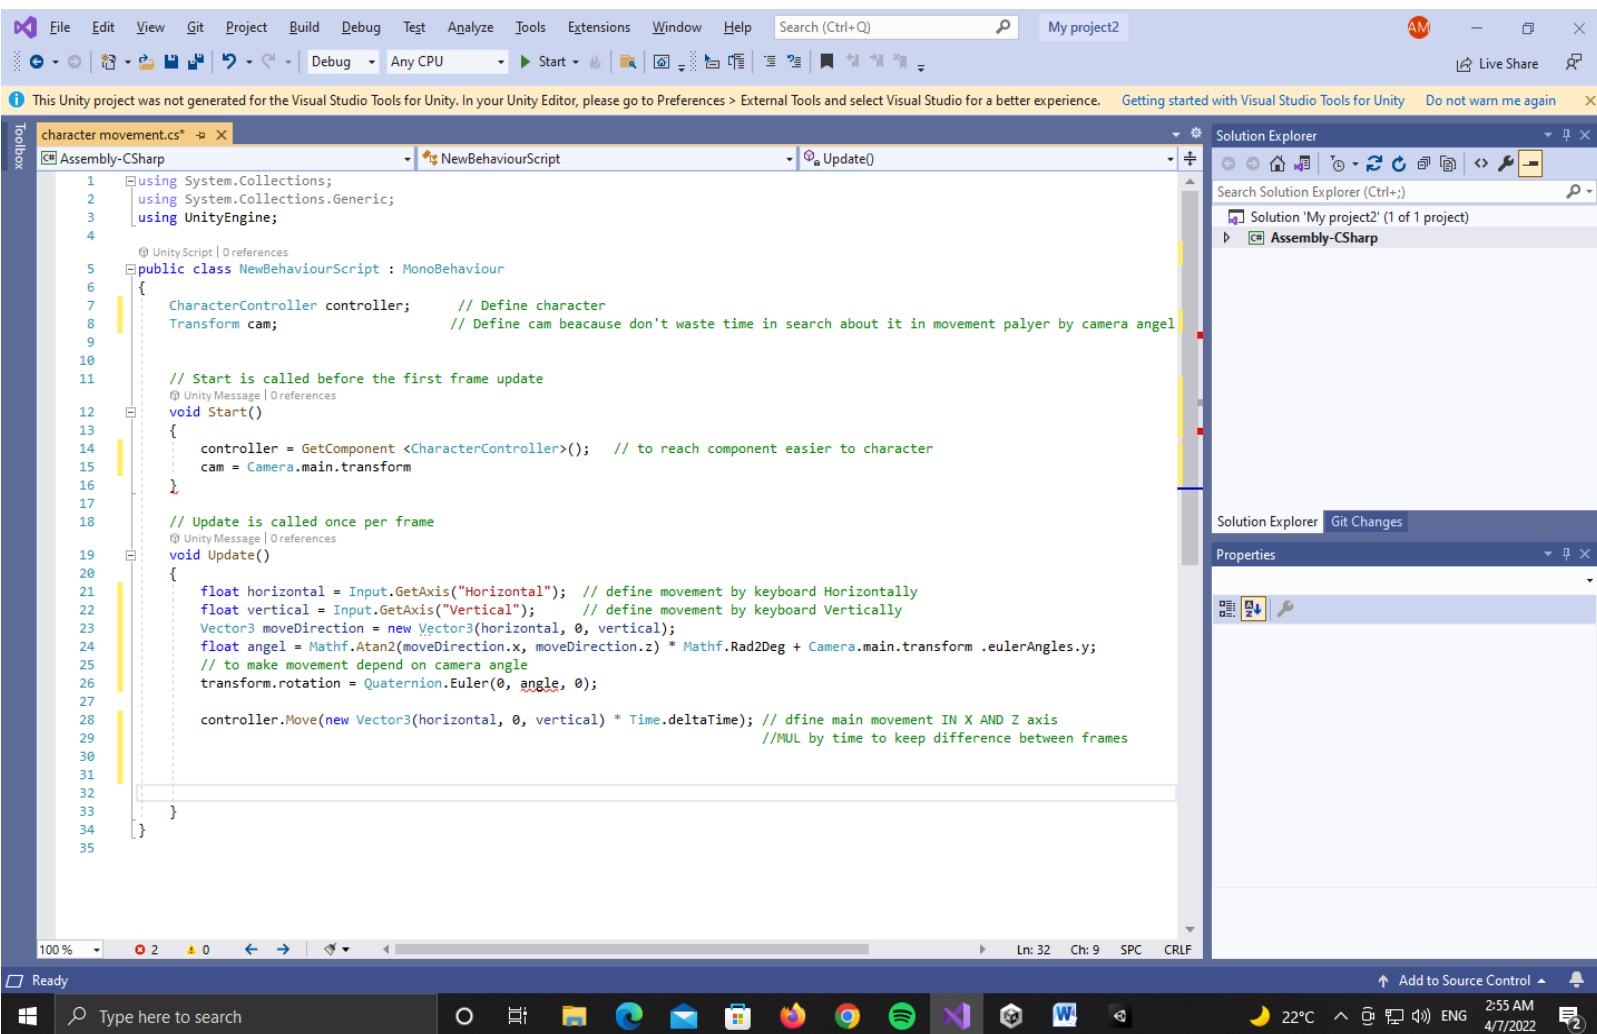 File Edit View Git Project Build Debug Test Analyze Tools Extensions Window Help Search (Ctrl+Q) My project2 AM
Debug Any CPU Start Live Share
This Unity project was not generated for the Visual Studio Tools for Unity. In your Unity Editor, please go to Preferences > External Tools and select Visual Studio for a better experience. Getting started with Visual Studio Tools for Unity Do not warn me again
Toolbox
character movement.cs*
Assembly-CSharp NewBehaviourScript Update()
1 using System.Collections;
2 using System.Collections.Generic;
3 using UnityEngine;
4
Unity Script | 0 references
5 public class NewBehaviourScript : MonoBehaviour
6 {
7 CharacterController controller; // Define character
8 Transform cam; // Define cam beacause don't waste time in search about it in movement palyer by camera angel
9
10
11 // Start is called before the first frame update
Unity Message | 0 references
12 void Start()
13 {
14 controller = GetComponent <CharacterController>(); // to reach component easier to character
15 cam = Camera.main.transform
16 }
17
18 // Update is called once per frame
Unity Message | 0 references
19 void Update()
20 {
21 float horizontal = Input.GetAxis("Horizontal"); // define movement by keyboard Horizontally
22 float vertical = Input.GetAxis("Vertical"); // define movement by keyboard Vertically
23 Vector3 moveDirection = new Vector3(horizontal, 0, vertical);
24 float angel = Mathf.Atan2(moveDirection.x, moveDirection.z) * Mathf.Rad2Deg + Camera.main.transform .eulerAngles.y;
25 // to make movement depend on camera angle
26 transform.rotation = Quaternion.Euler(0, angle, 0);
27
28 controller.Move(new Vector3(horizontal, 0, vertical) * Time.deltaTime); // dfine main movement IN X AND Z axis
29 //MUL by time to keep difference between frames
30
31
32
33 }
34 }
35
100 % 2 0 Ln: 32 Ch: 9 SPC CRLF
Solution Explorer
Search Solution Explorer (Ctrl+;)
Solution 'My project2' (1 of 1 project)
C# Assembly-CSharp
Solution Explorer Git Changes
Properties
Ready Add to Source Control
Type here to search 22°C ENG 2:55 AM
4/7/2022 2